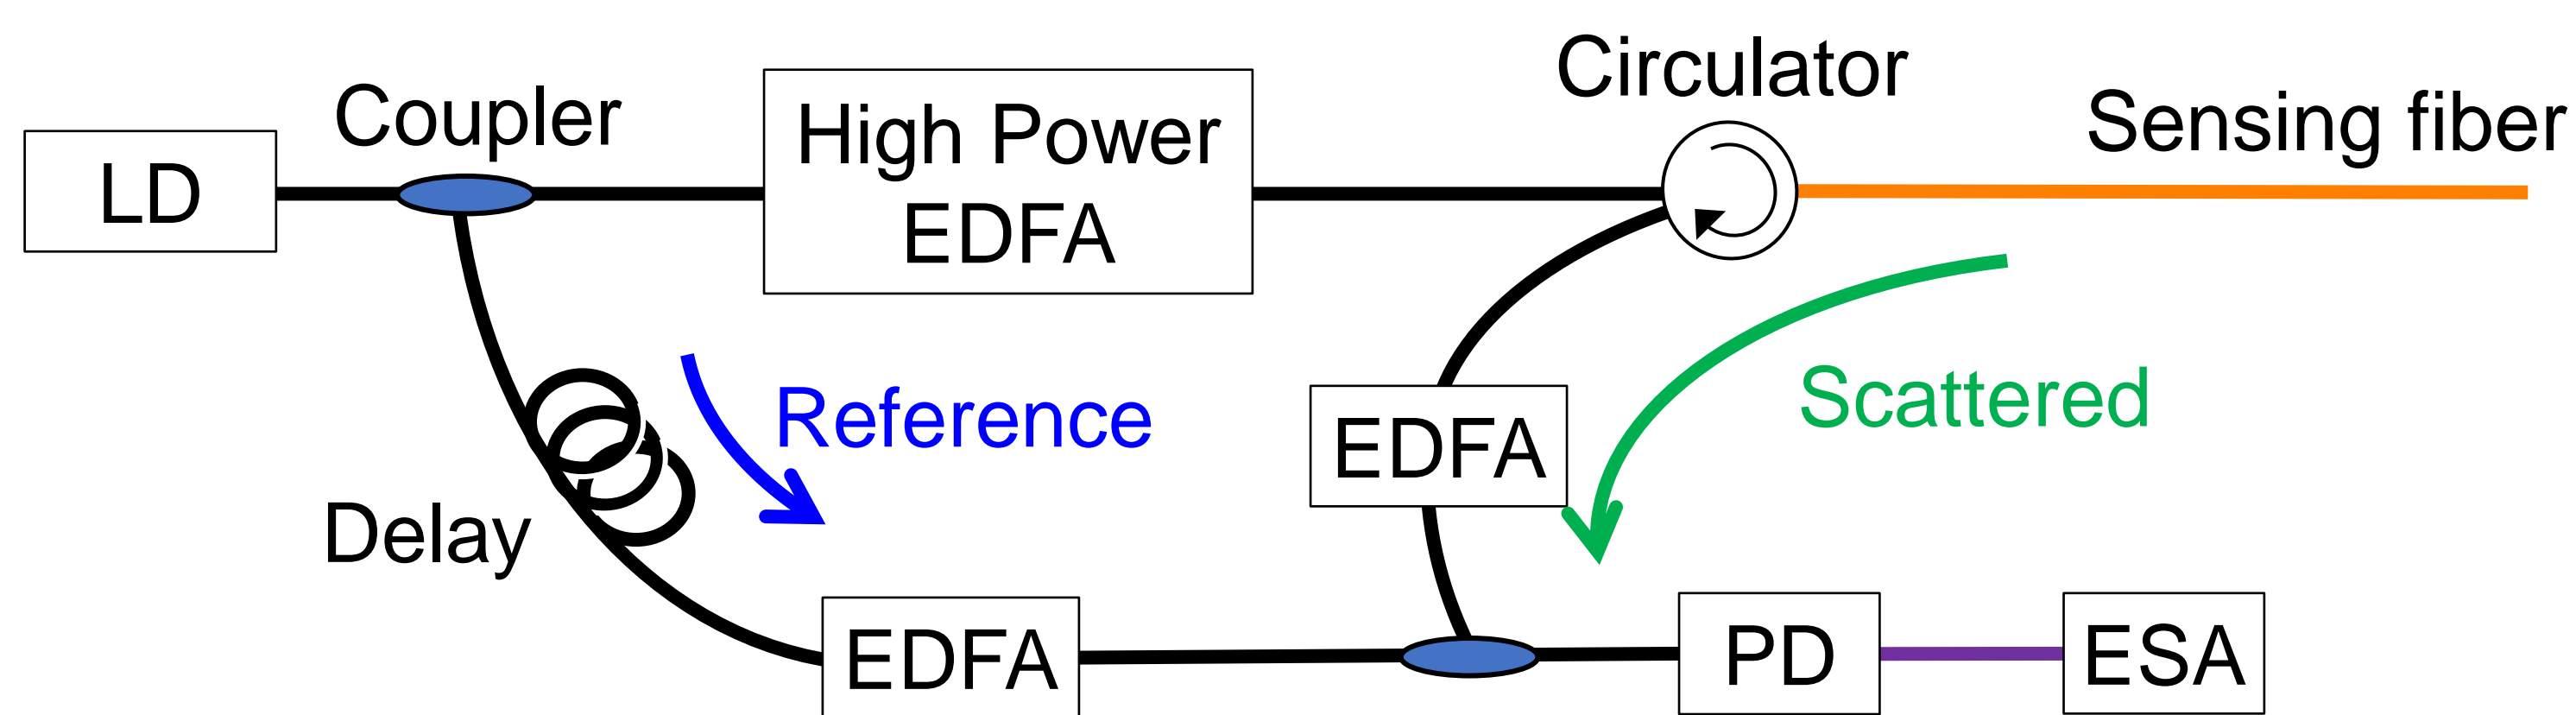 Circulator
Coupler
High Power
EDFA
Sensing fiber
LD
Reference
Scattered
EDFA
Delay
EDFA
PD
ESA